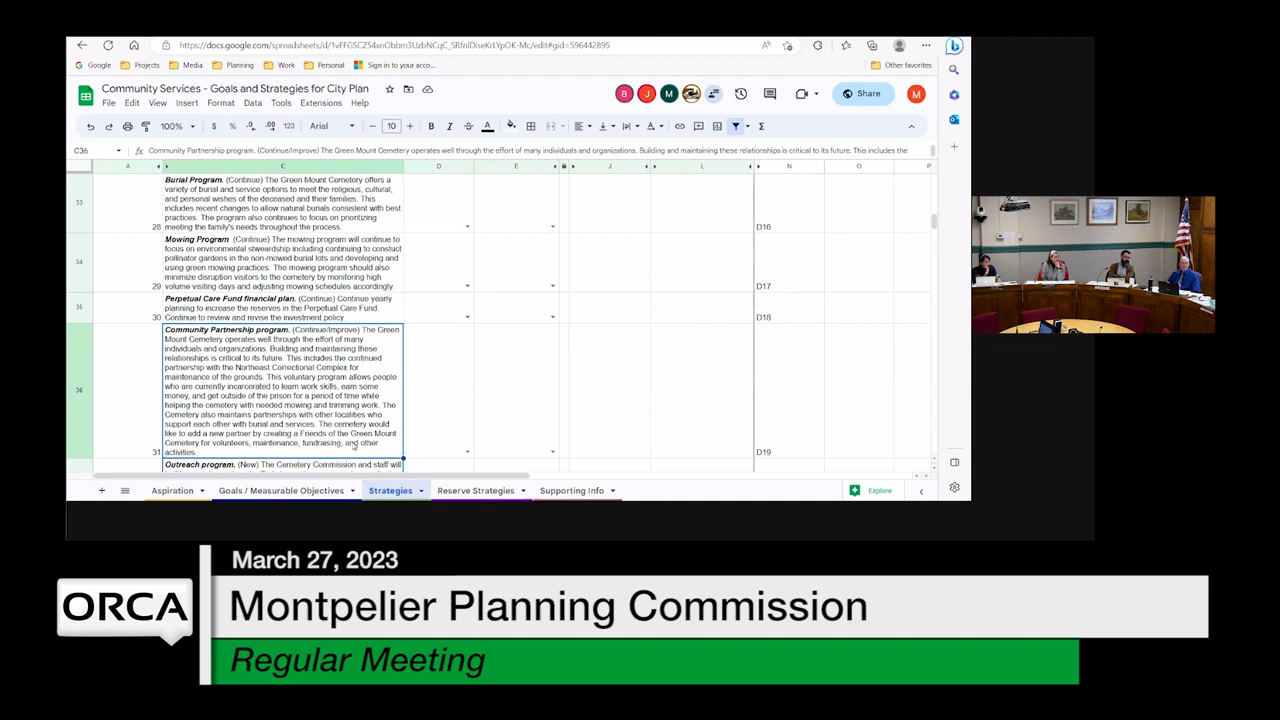 https://docs.google.com/spreadsheets/d/
Google Projects Media Planning Work Personal Sign in to your acco... Other favorites
Community Services - Goals and Strategies for City Plan
File Edit View Insert Format Data Tools Extensions Help
B J M Share M
100% $ % .0 .00 123 Arial 10 B I A
C36 fx Community Partnership program. (Continue/Improve) The Green Mount Cemetery operates well through the effort of many individuals and organizations. Building and maintaining these relationships is critical to its future. This includes the
A C D E J L N O P
33
Burial Program. (Continue) The Green Mount Cemetery offers a
variety of burial and service options to meet the religious, cultural,
and personal wishes of the deceased and their families. This
includes recent changes to allow natural burials consistent with best
practices. The program also continues to focus on prioritizing
28 meeting the family's needs throughout the process. D16
34
Mowing Program. (Continue) The mowing program will continue to
focus on environmental stweardship including continuing to constuct
pollinator gardens in the non-mowed burial lots and developing and
using green mowing practices. The mowing program should also
minimize disruption visitors to the cemetery by monitoring high
29 volume visiting days and adjusting mowing schedules accordingly. D17
Perpetual Care Fund financial plan. (Continue) Continue yearly
planning to increase the reserves in the Perpetual Care Fund.
30 Continue to review and revise the investment policy. D18
36
Community Partnership program. (Continue/Improve) The Green
Mount Cemetery operates well through the effort of many
individuals and organizations. Building and maintaining these
relationships is critical to its future. This includes the continued
partnership with the Northeast Correctional Complex for
maintenance of the grounds. This voluntary program allows people
who are currently incarcerated to learn work skills, earn some
money, and get outside of the prison for a period of time while
helping the cemetery with needed mowing and trimming work. The
Cemetery also maintains partnerships with other localities who
support each other with burial and services. The cemetery would
like to add a new partner by creating a Friends of the Green Mount
Cemetery for volunteers, maintenance, fundraising, and other
31 activities. D19
Outreach program. (New) The Cemetery Commission and staff will
Aspiration Goals / Measurable Objectives Strategies Reserve Strategies Supporting Info Explore
March 27, 2023
ORCA
Montpelier Planning Commission
Regular Meeting